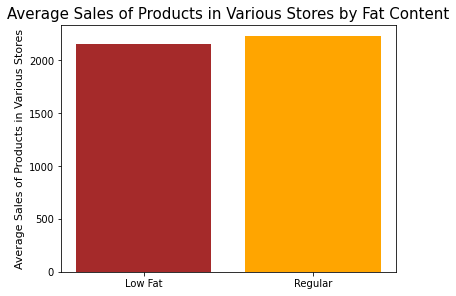 Average Sales of Products in Various Stores by Fat Content
Average Sales of Products in Various Stores
2000
1500
1000
500
0
Low Fat
Regular